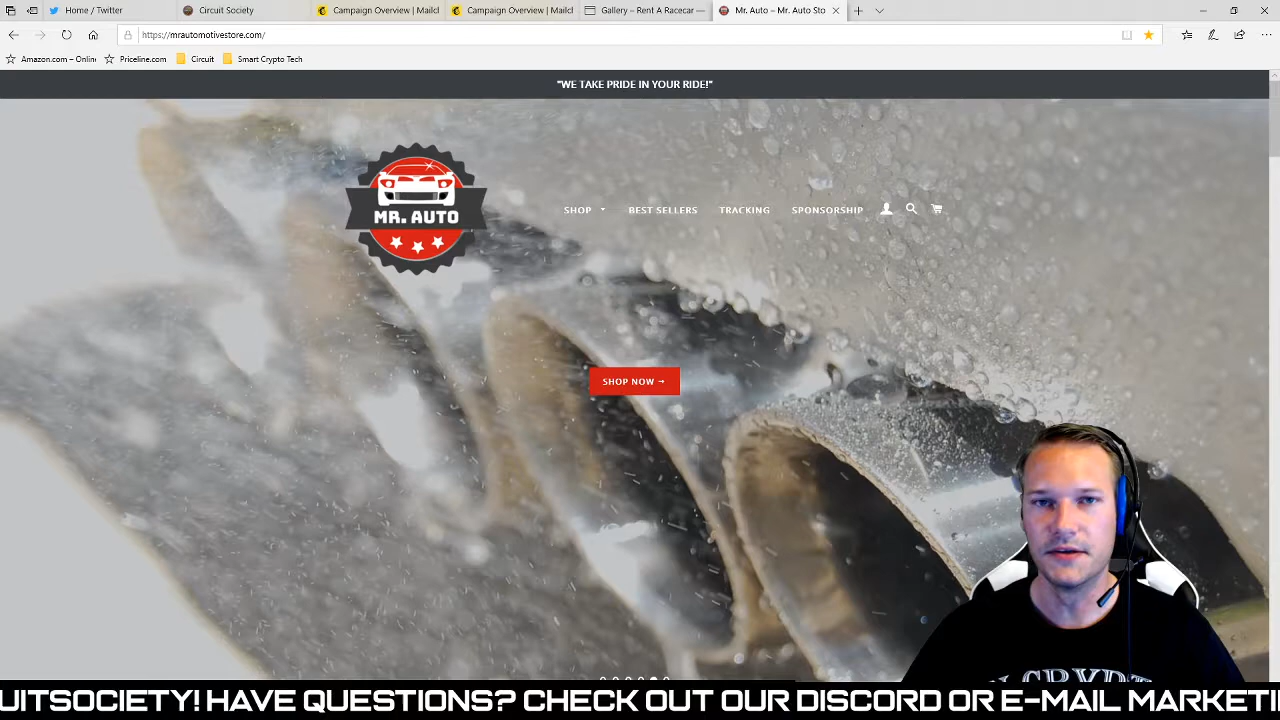 Home / Twitter
Circuit Society
Campaign Overview | Mailcl
Campaign Overview | Mailcl
Gallery – Rent A Racecar —
Mr. Auto – Mr. Auto Sto
https://mrautomotivestore.com/
Amazon.com – Onlin
Priceline.com
Circuit
Smart Crypto Tech
"WE TAKE PRIDE IN YOUR RIDE!"
MR. AUTO
SHOP
BEST SELLERS
TRACKING
SPONSORSHIP
SHOP NOW →
UITSOCIETY! HAVE QUESTIONS? CHECK OUT OUR DISCORD OR E-MAIL MARKETI